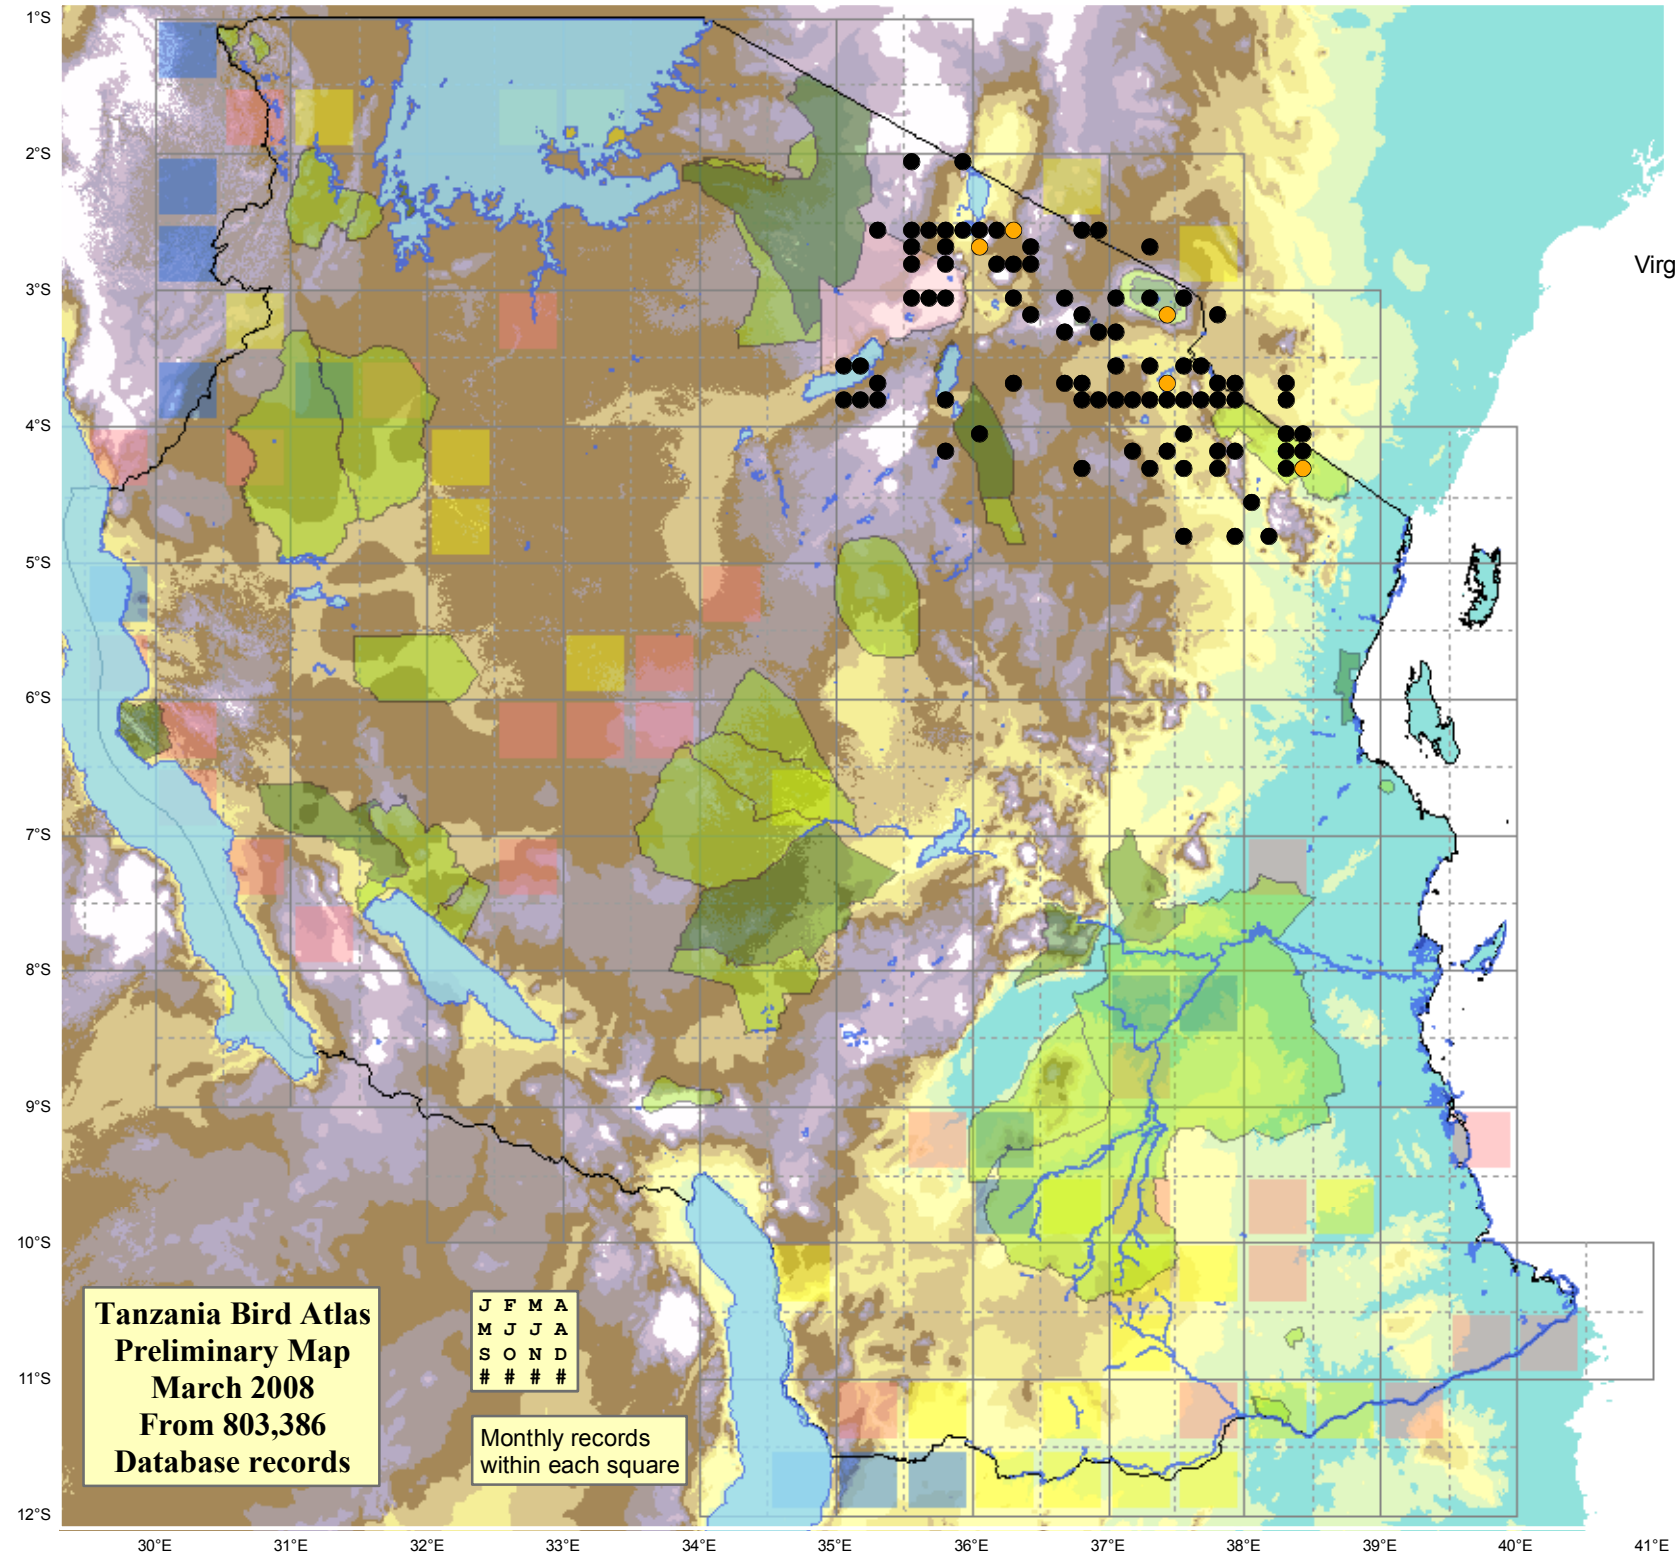 1°S
2°S
3°S
4°S
5°S
6°S
7°S
8°S
9°S
10°S
11°S
12°S
Virg
Tanzania Bird Atlas
Preliminary Map
March 2008
From 803,386
Database records
J F M A
M J J A
S O N D
# # # #
Monthly records
within each square
30°E 31°E 32°E 33°E 34°E 35°E 36°E 37°E 38°E 39°E 40°E 41°E